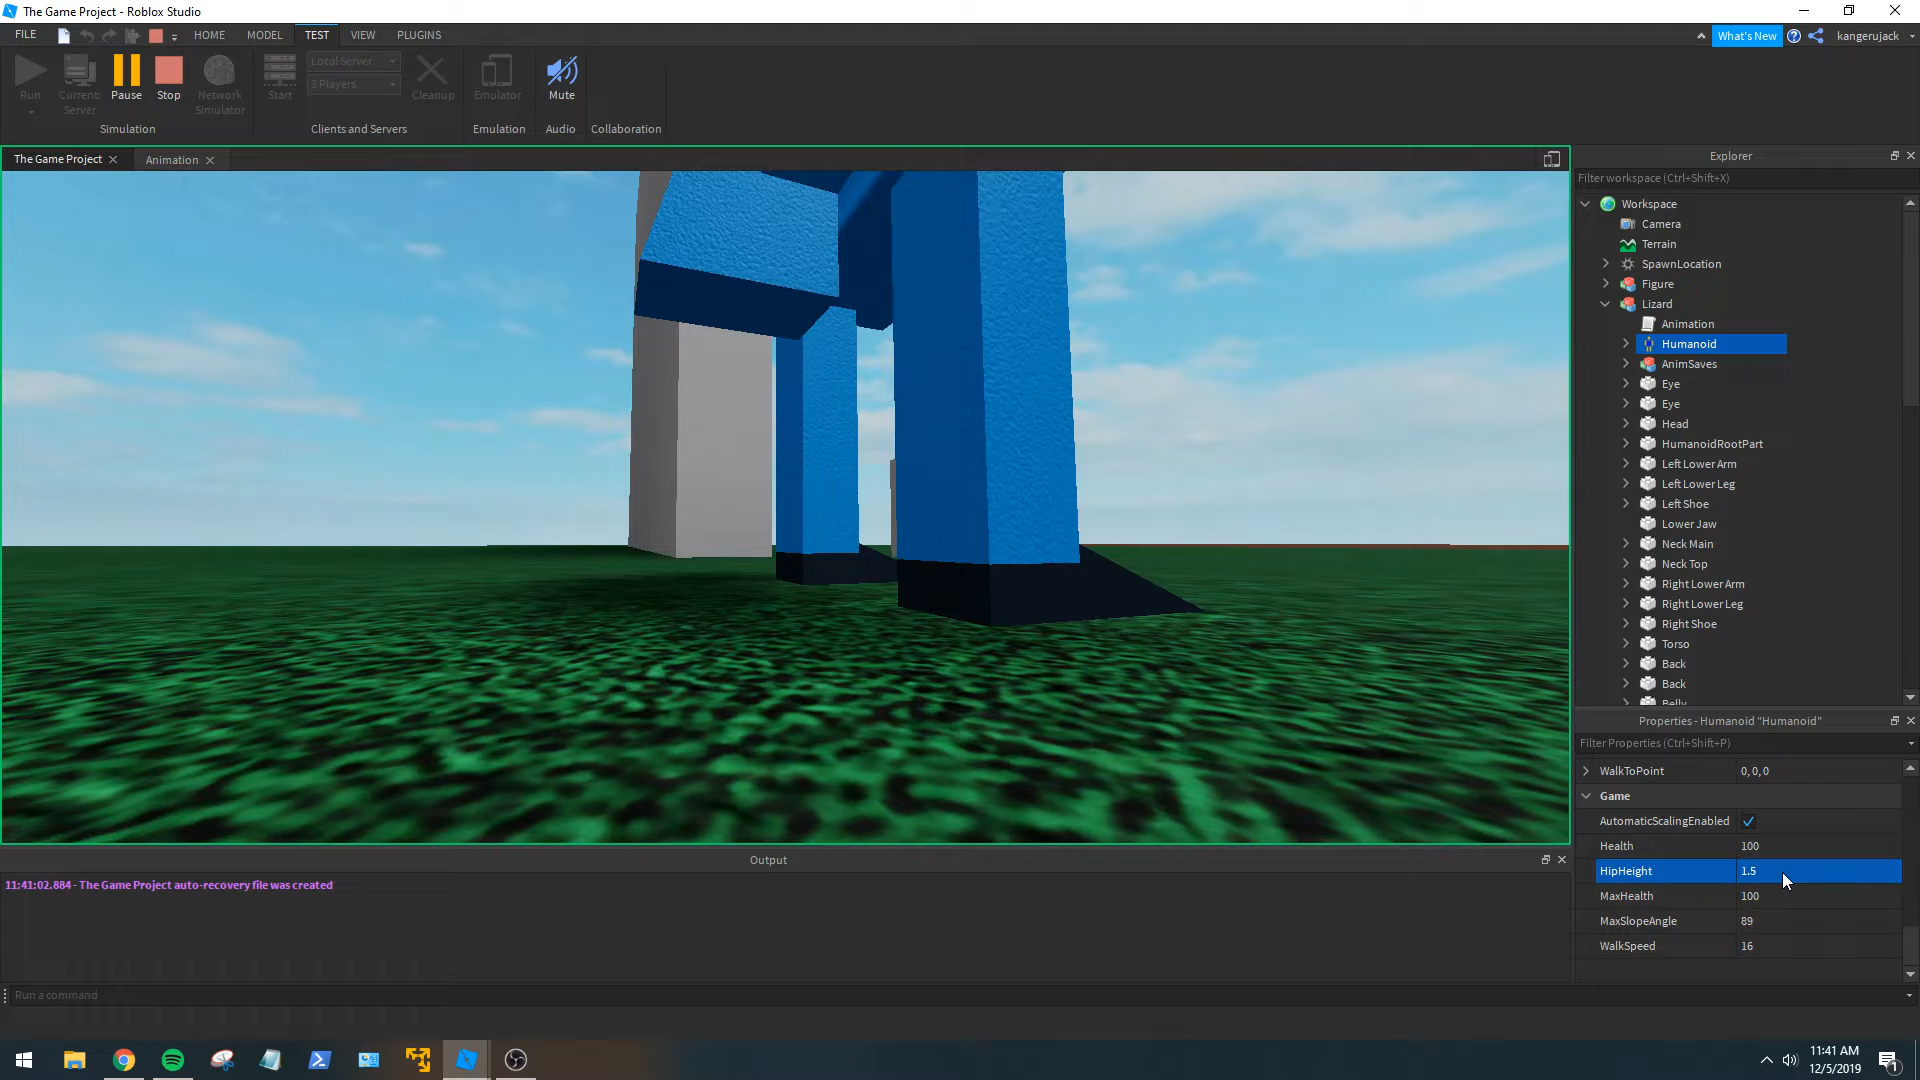 The Game Project - Roblox Studio
FILE
HOME
MODEL
TEST
VIEW
PLUGINS
What's New
kangerujack
Run
Current:
Server
Pause
Stop
Network
Simulator
Simulation
Start
Local Server
3 Players
Cleanup
Clients and Servers
Emulator
Emulation
Mute
Audio
Collaboration
The Game Project
Animation
Explorer
Filter workspace (Ctrl+Shift+X)
Workspace
Camera
Terrain
SpawnLocation
Figure
Lizard
Animation
Humanoid
AnimSaves
Eye
Eye
Head
HumanoidRootPart
Left Lower Arm
Left Lower Leg
Left Shoe
Lower Jaw
Neck Main
Neck Top
Right Lower Arm
Right Lower Leg
Right Shoe
Torso
Back
Back
Belly
Properties - Humanoid "Humanoid"
Filter Properties (Ctrl+Shift+P)
WalkToPoint 0, 0, 0
Game
AutomaticScalingEnabled
Health 100
HipHeight 1.5
MaxHealth 100
MaxSlopeAngle 89
WalkSpeed 16
Output
11:41:02.884 - The Game Project auto-recovery file was created
Run a command
11:41 AM
12/5/2019
1